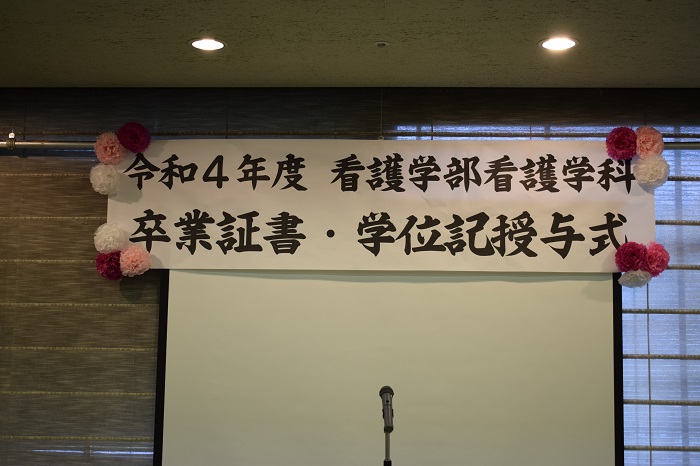 令和４年度 看護学部看護学科
卒業証書・学位記授与式